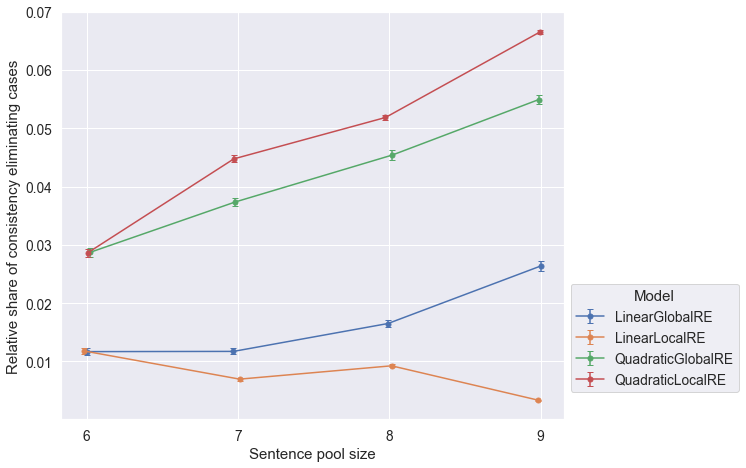 0.07
0.06
0.05
0.04
0.03
0.02
0.01
Relative share of consistency eliminating cases
6 7 8 9
Sentence pool size
Model
LinearGlobalRE
LinearLocalRE
QuadraticGlobalRE
QuadraticLocalRE